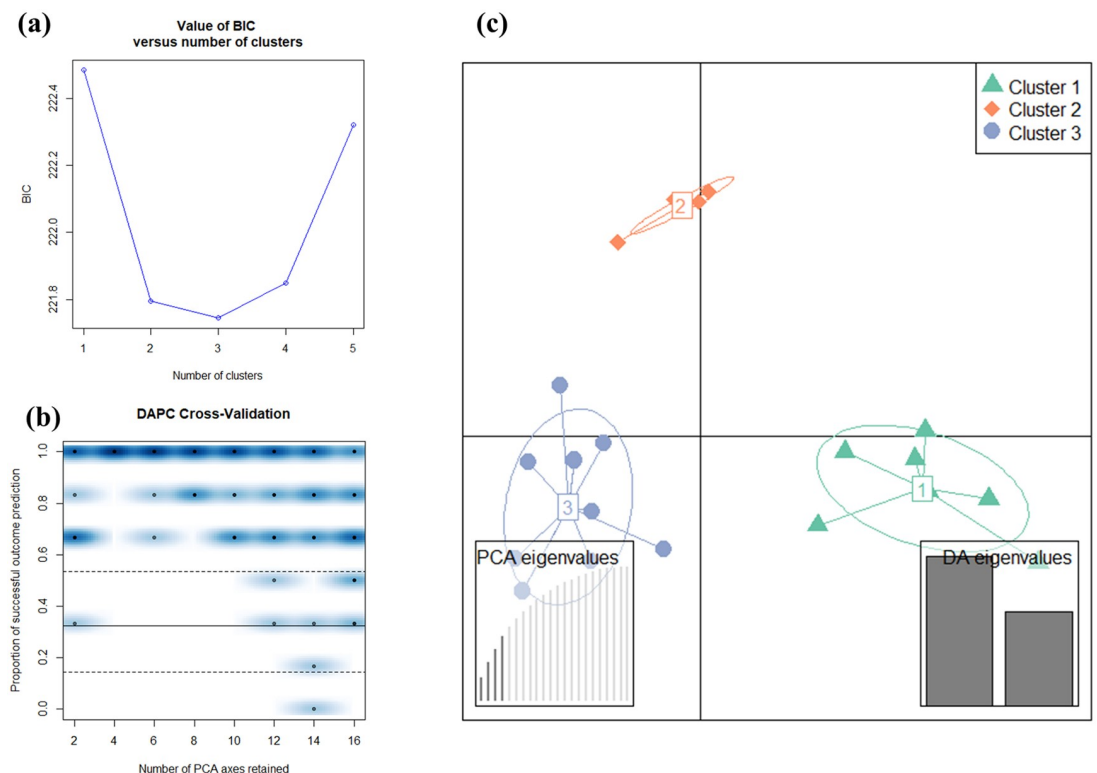 (a)
Value of BIC
versus number of clusters
BIC
222.4
222.2
222.0
221.8
1 2 3 4 5
Number of clusters
(b)
DAPC Cross-Validation
Proportion of successful outcome prediction
1.0
0.8
0.6
0.4
0.2
0.0
2 4 6 8 10 12 14 16
Number of PCA axes retained
(c)
Cluster 1
Cluster 2
Cluster 3
2
1
3
PCA eigenvalues
DA eigenvalues